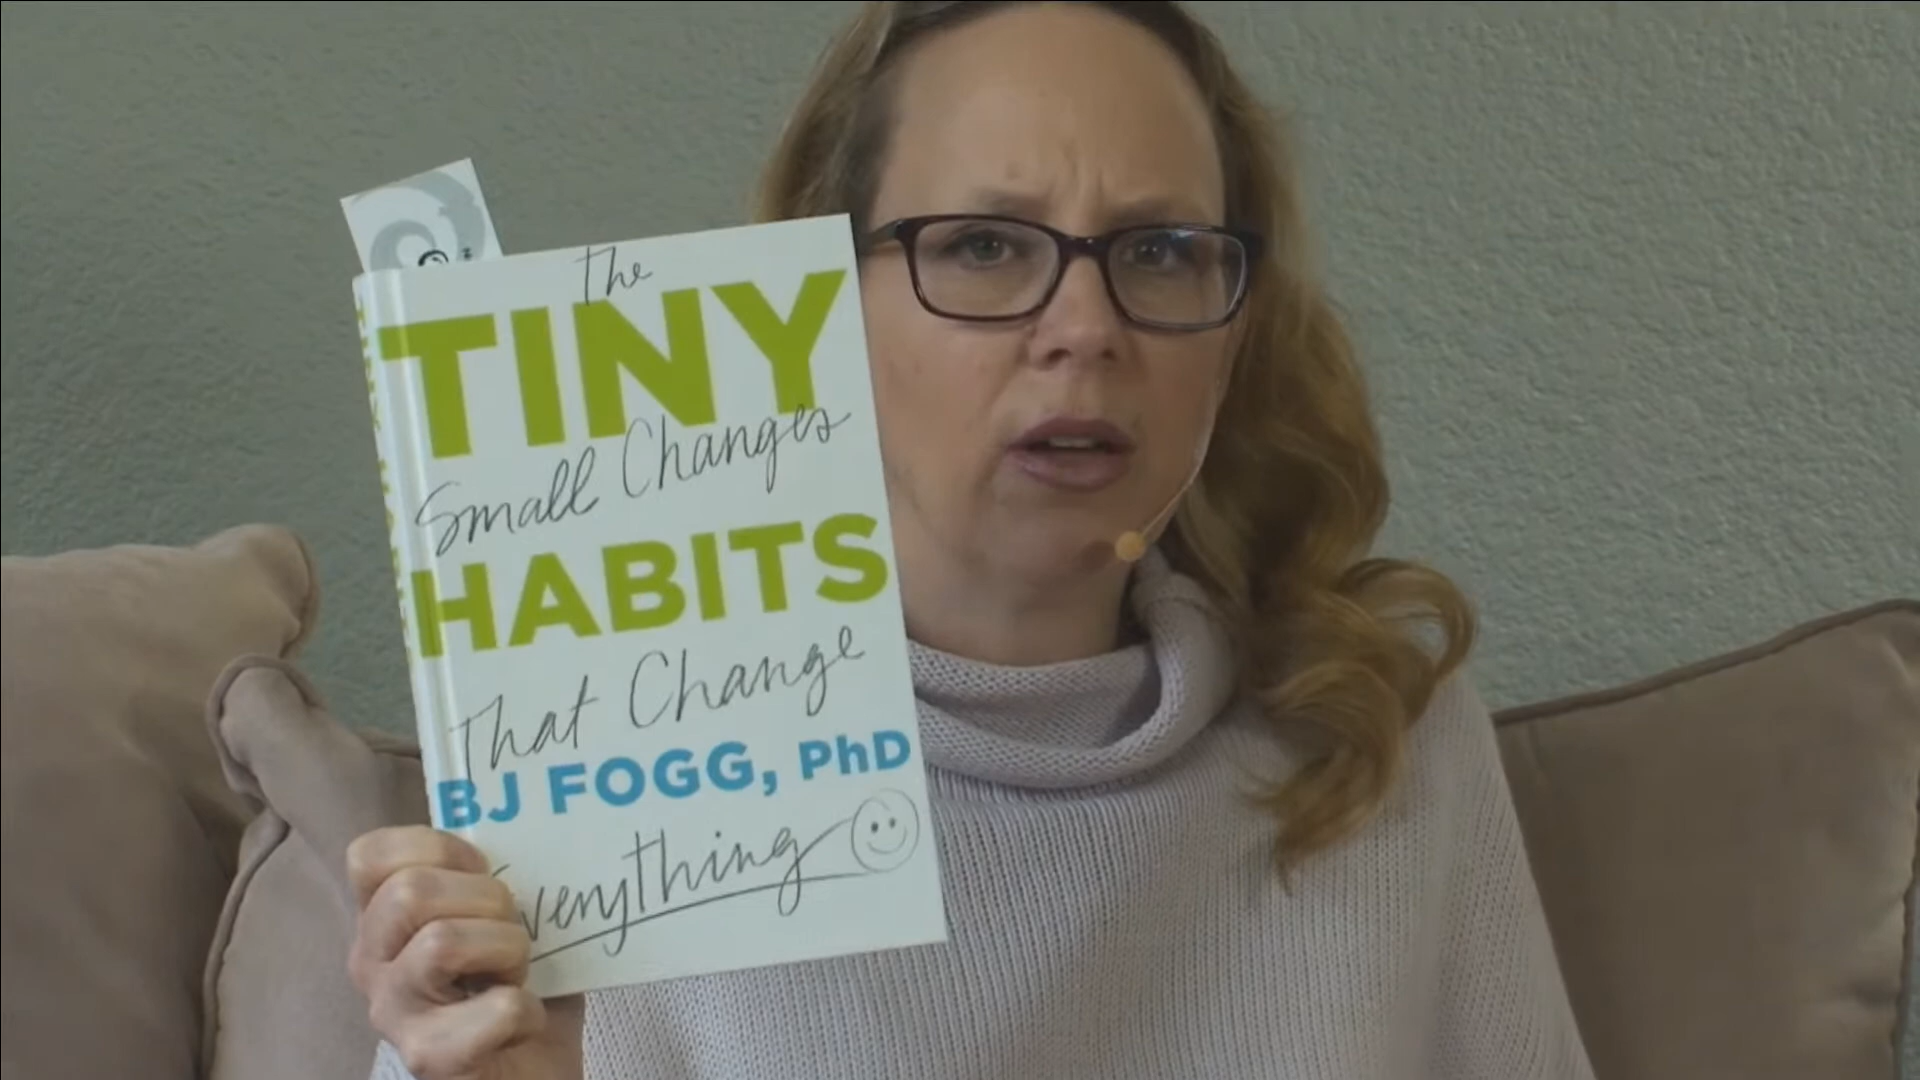 The
TINY
Small Changes
HABITS
That Change
BJ FOGG, PhD
Everything